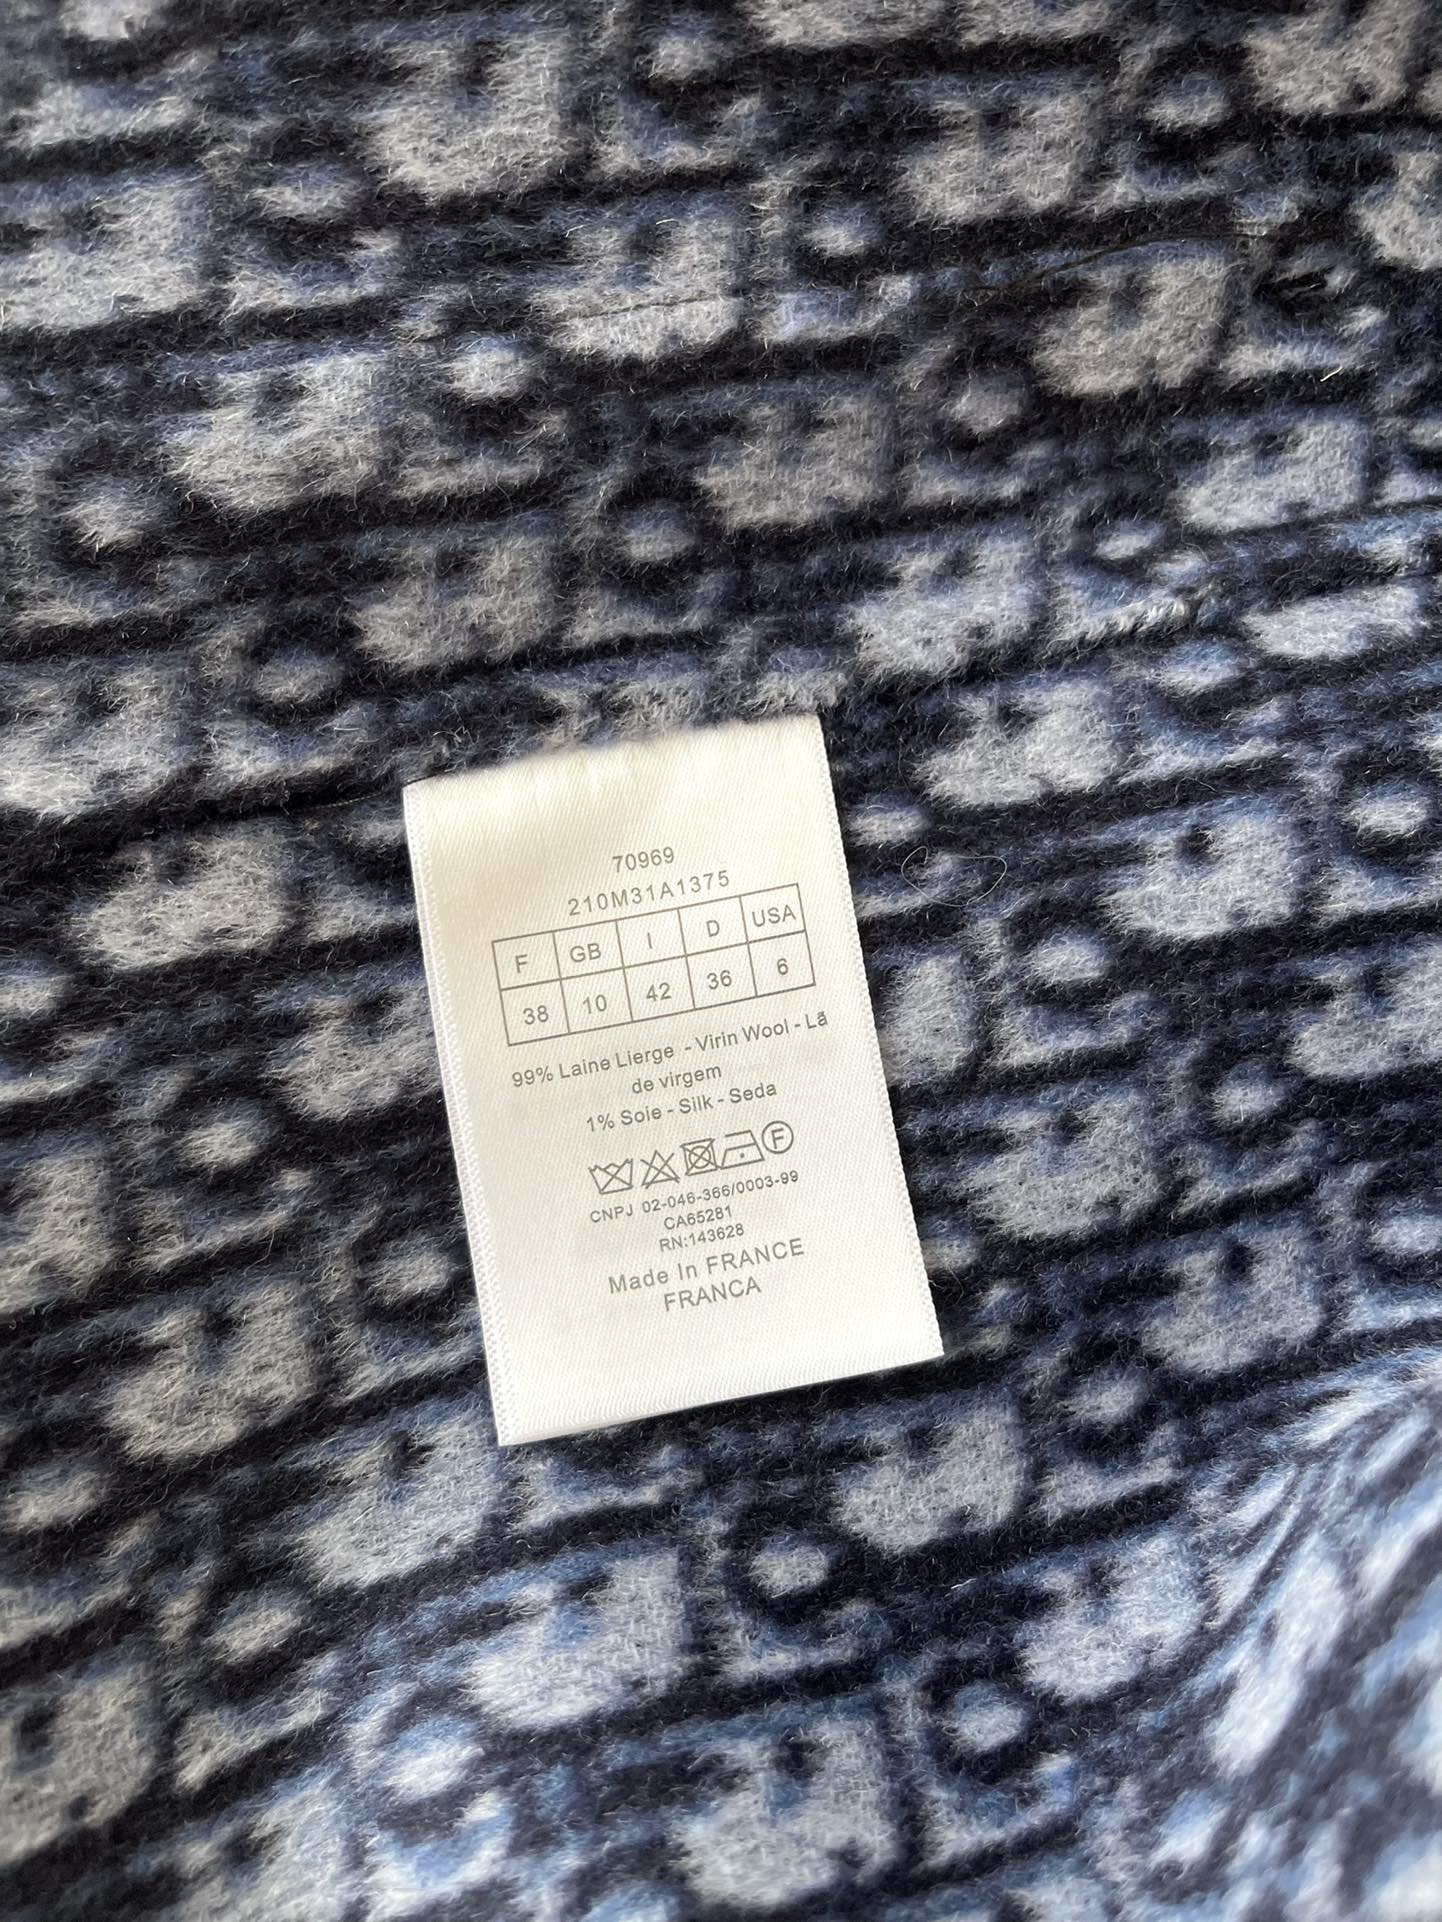 70969
210M31A1375
F GB I D USA
38 10 42 36 6
99% Laine Lierge - Virin Wool - Lã
de virgem
1% Soie - Silk - Seda
F
CNPJ 02-046-366/0003-99
CA65281
RN:143628
Made In FRANCE
FRANCA